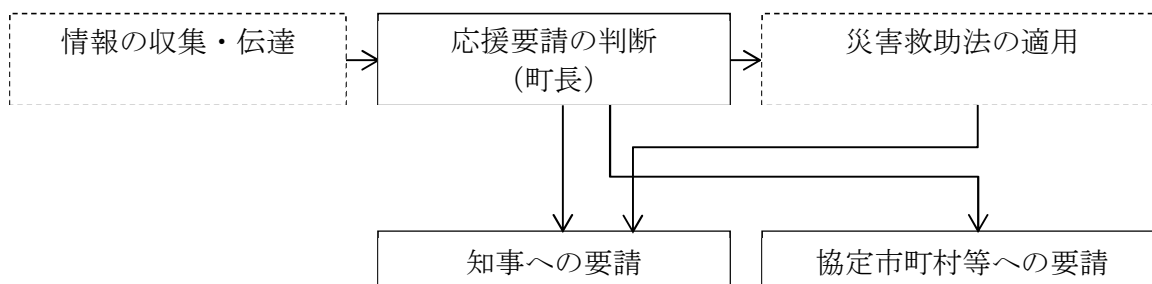 情報の収集・伝達
応援要請の判断
(町長)
災害救助法の適用
知事への要請
協定市町村等への要請